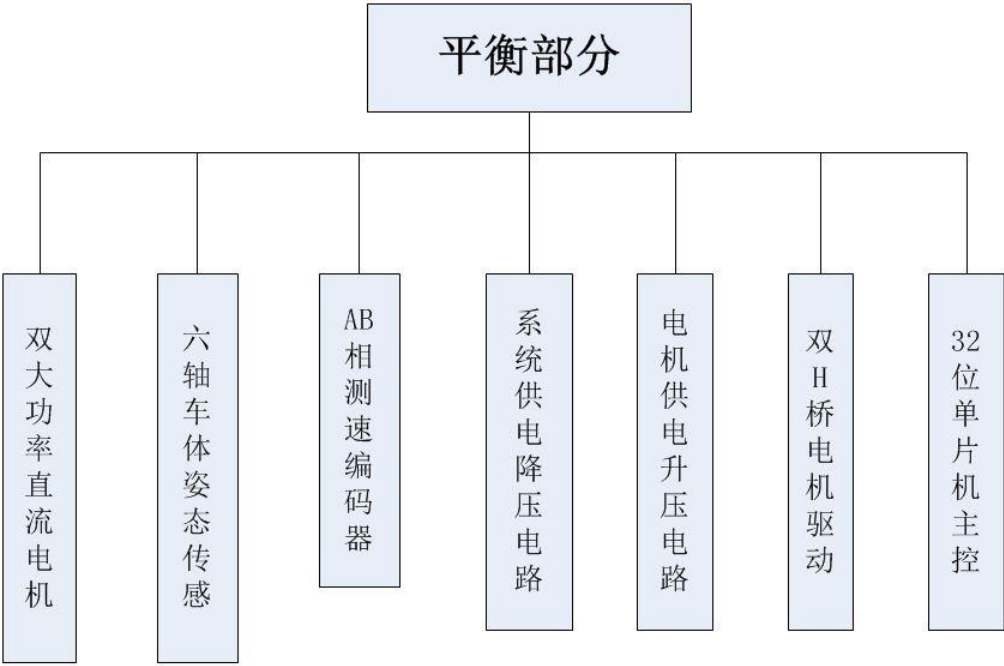 平衡部分
双大功率直流电机
六轴车体姿态传感
AB相测速编码器
系统供电降压电路
电机供电升压电路
双H桥电机驱动
32位单片机主控